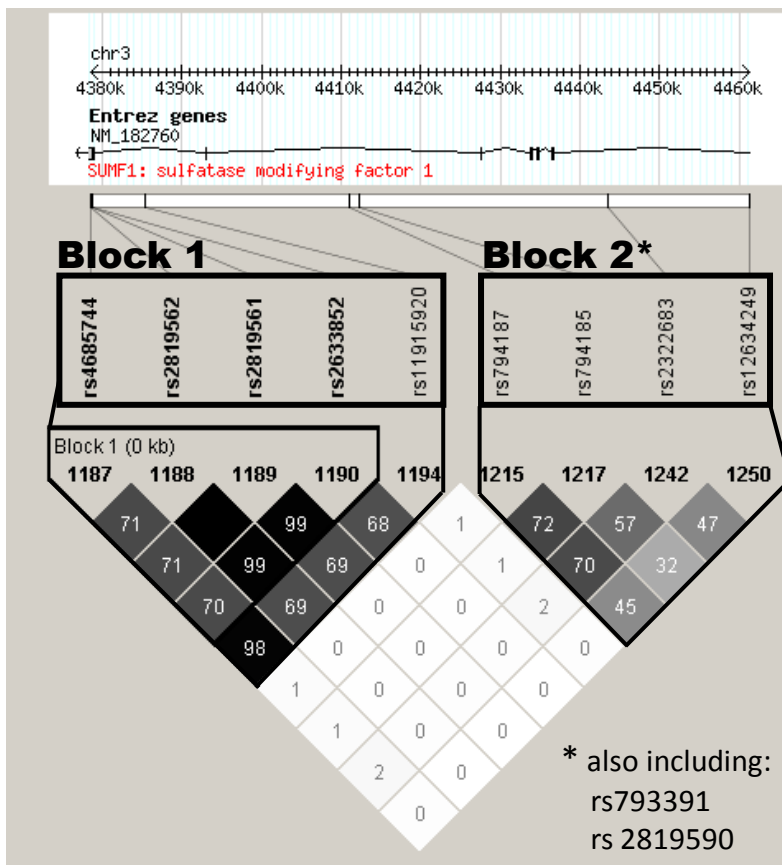 chr3
4380k 4390k 4400k 4410k 4420k 4430k 4440k 4450k 4460k
Entrez genes
NM_182760
SUMF1: sulfatase modifying factor 1
Block 1 Block 2*
rs4685744 rs2819562 rs2819561 rs2633852 rs11915920 rs794187 rs794185 rs2322683 rs12634249
Block 1 (0 kb)
1187 1188 1189 1190 1194 1215 1217 1242 1250
71 99 68 1 72 57 47
71 99 69 0 1 70 32
70 69 0 0 2 45
98 0 0 0 0
1 0 0 0
1 0 0
2 0
0
* also including:
rs793391
rs 2819590